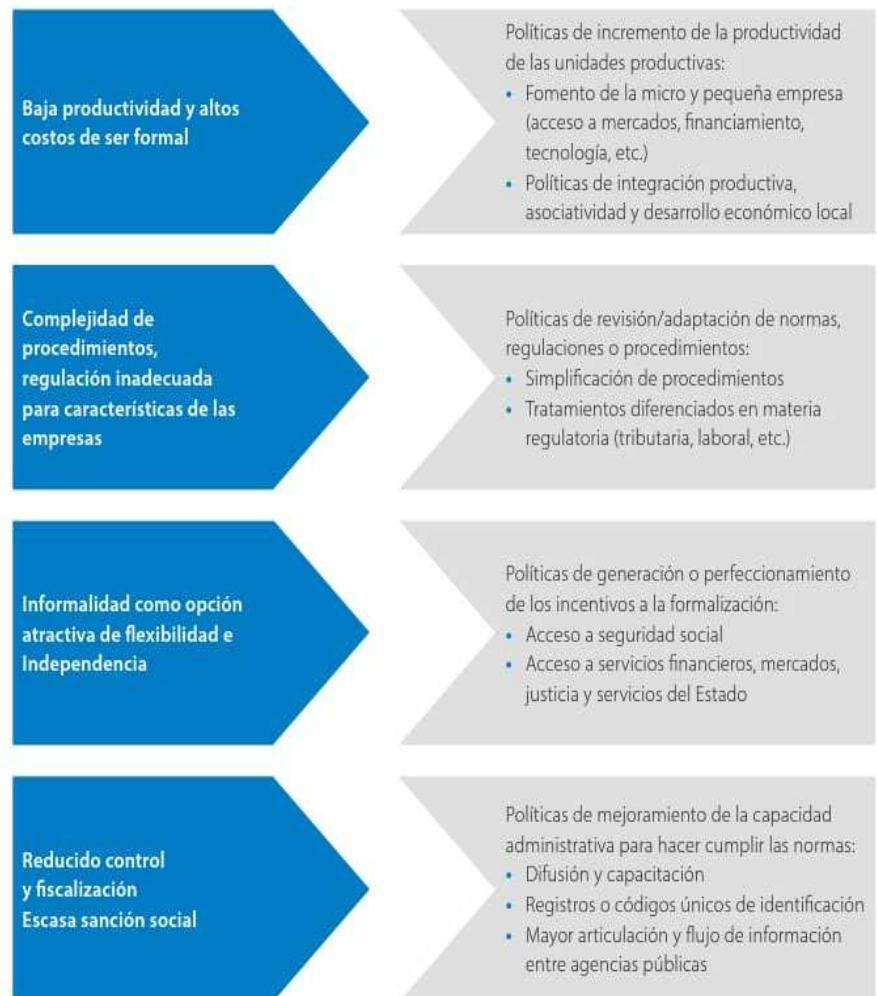 Baja productividad y altos
costos de ser formal
Políticas de incremento de la productividad
de las unidades productivas:
• Fomento de la micro y pequeña empresa
(acceso a mercados, financiamiento,
tecnología, etc.)
• Políticas de integración productiva,
asociatividad y desarrollo económico local
Complejidad de
procedimientos,
regulación inadecuada
para características de las
empresas
Políticas de revisión/adaptación de normas,
regulaciones o procedimientos:
• Simplificación de procedimientos
• Tratamientos diferenciados en materia
regulatoria (tributaria, laboral, etc.)
Informalidad como opción
atractiva de flexibilidad e
Independencia
Políticas de generación o perfeccionamiento
de los incentivos a la formalización:
• Acceso a seguridad social
• Acceso a servicios financieros, mercados,
justicia y servicios del Estado
Reducido control
y fiscalización
Escasa sanción social
Políticas de mejoramiento de la capacidad
administrativa para hacer cumplir las normas:
• Difusión y capacitación
• Registros o códigos únicos de identificación
• Mayor articulación y flujo de información
entre agencias públicas